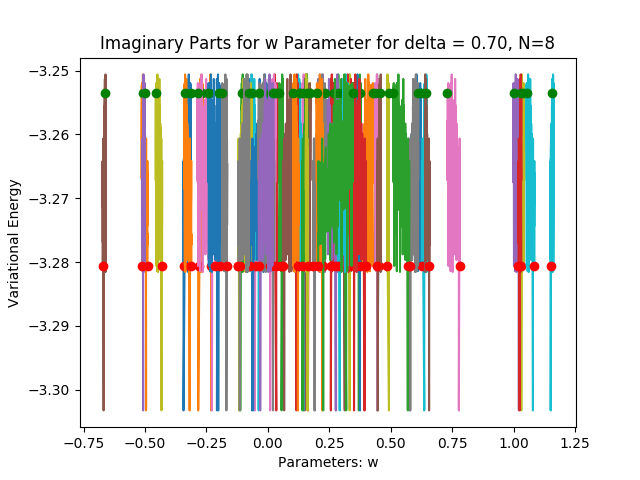 Imaginary Parts for w Parameter for delta = 0.70, N=8
−3.25
−3.26
−3.27
−3.28
−3.29
−3.30
Variational Energy
−0.75 −0.50 −0.25 0.00 0.25 0.50 0.75 1.00 1.25
Parameters: w